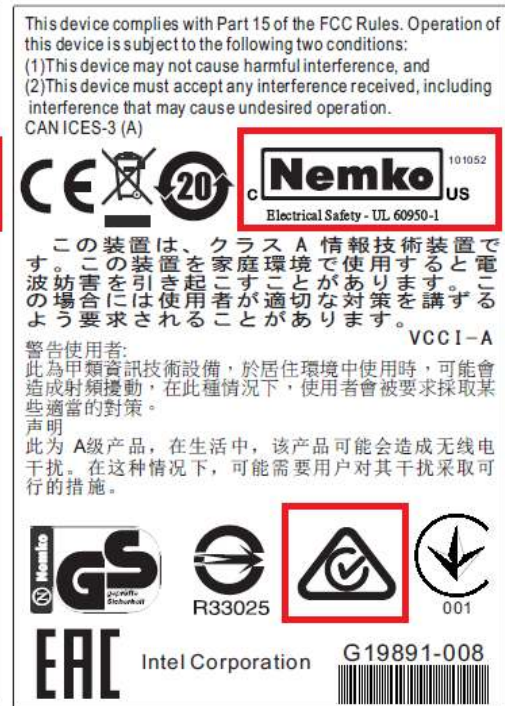 This device complies with Part 15 of the FCC Rules. Operation of
this device is subject to the following two conditions:
(1)This device may not cause harmful interference, and
(2)This device must accept any interference received, including
interference that may cause undesired operation.
CAN ICES-3 (A)
CE 20 C Nemko US 101052
Electrical Safety - UL 60950-1
この装置は、クラス A 情報技術装置で
す。この装置を家庭環境で使用すると電
波妨害を引き起こすことがあります。こ
の場合には使用者が適切な対策を講ずる
よう要求されることがあります。
VCCI-A
警告使用者:
此為甲類資訊技術設備，於居住環境中使用時，可能會
造成射頻擾動，在此種情況下，使用者會被要求採取某
些適當的對策。
声明
此为 A级产品，在生活中，该产品可能会造成无线电
干扰。在这种情况下，可能需要用户对其干扰采取可
行的措施。
Nemko GS geprüfte Sicherheit
R33025
001
EAC Intel Corporation G19891-008